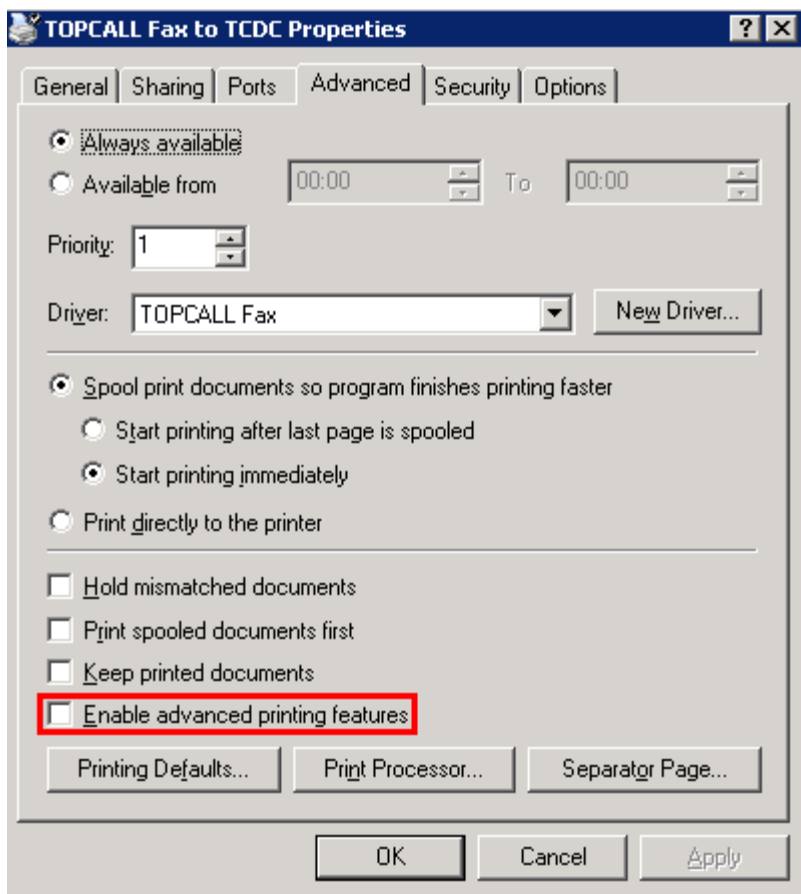 TOPCALL Fax to TCDC Properties
General Sharing Ports Advanced Security Options
Always available
Available from 00:00 To 00:00
Priority: 1
Driver: TOPCALL Fax New Driver...
Spool print documents so program finishes printing faster
Start printing after last page is spooled
Start printing immediately
Print directly to the printer
Hold mismatched documents
Print spooled documents first
Keep printed documents
Enable advanced printing features
Printing Defaults... Print Processor... Separator Page...
OK Cancel Apply